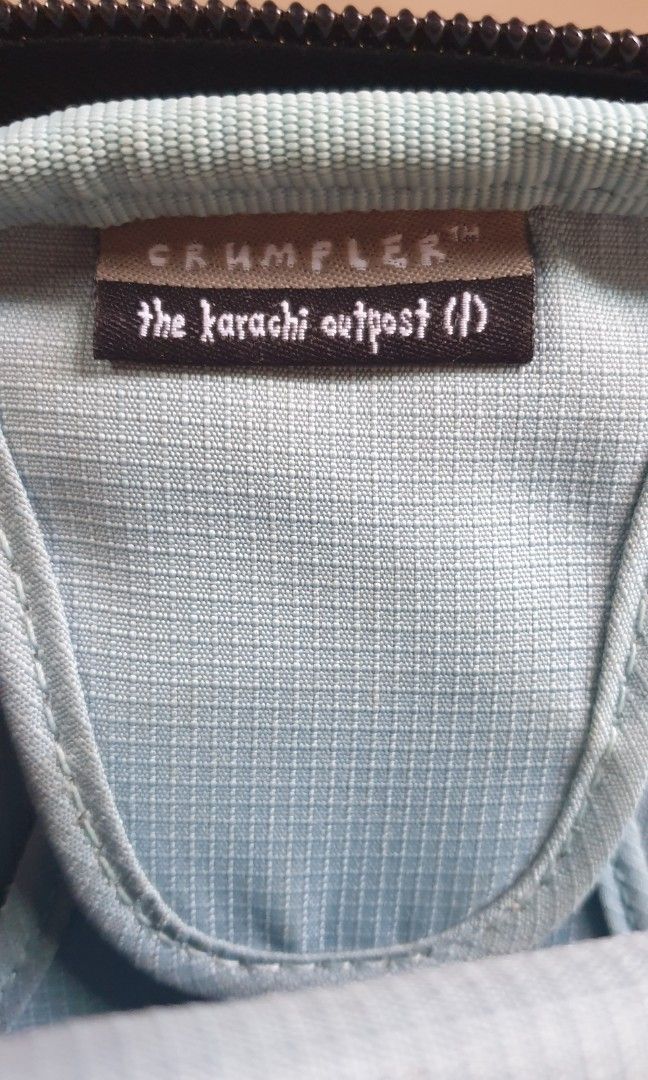 CRUMPLER™
the karachi outpost (l)